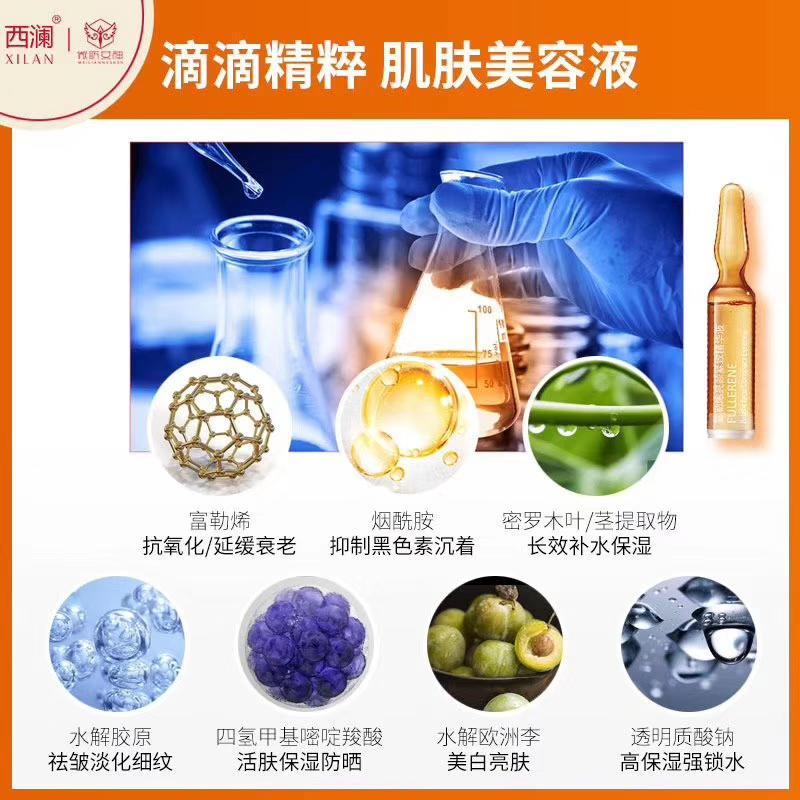 西澜®
XILAN
MEILIANNVSHEN
滴滴精粹 肌肤美容液
100
75
50
FULLERENE
富勒烯
抗氧化/延缓衰老
烟酰胺
抑制黑色素沉着
密罗木叶/茎提取物
长效补水保湿
水解胶原
祛皱淡化细纹
四氢甲基嘧啶羧酸
活肤保湿防晒
水解欧洲李
美白亮肤
透明质酸钠
高保湿强锁水